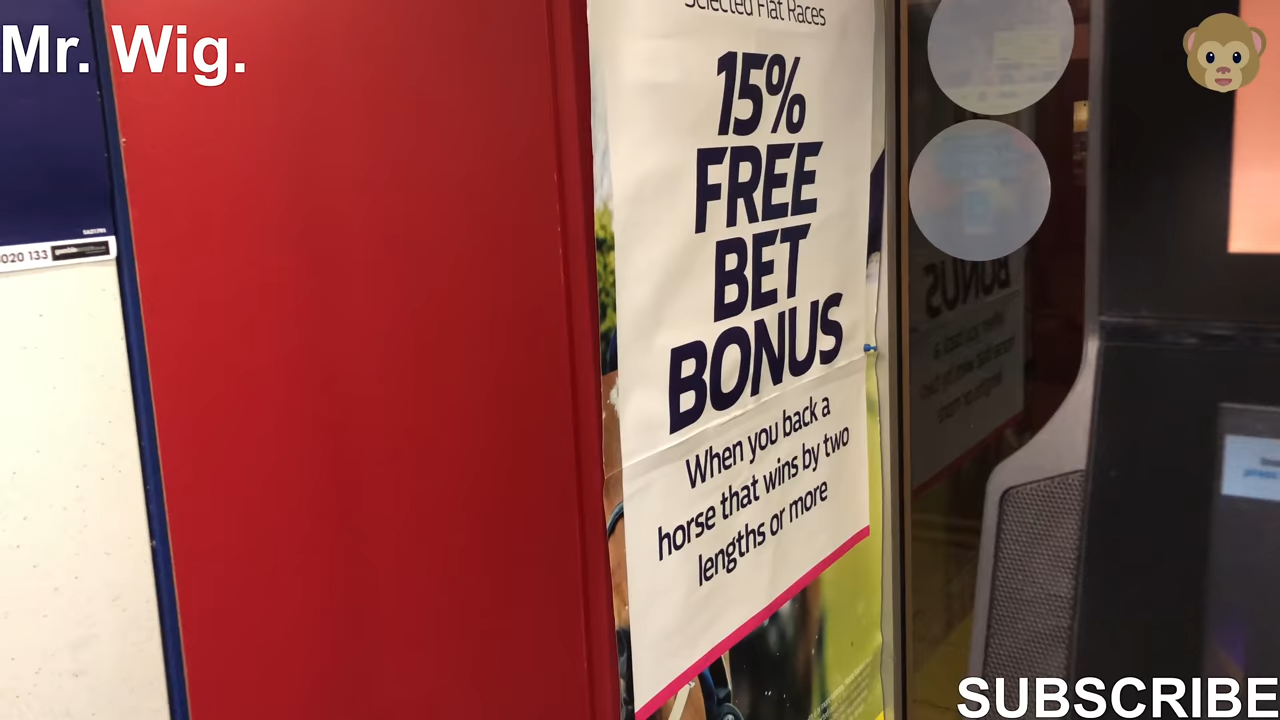 Mr. Wig.
Selected Flat Races
15%
FREE
BET
BONUS
When you back a
horse that wins by two
lengths or more
020 133
BONUS
SUBSCRIBE